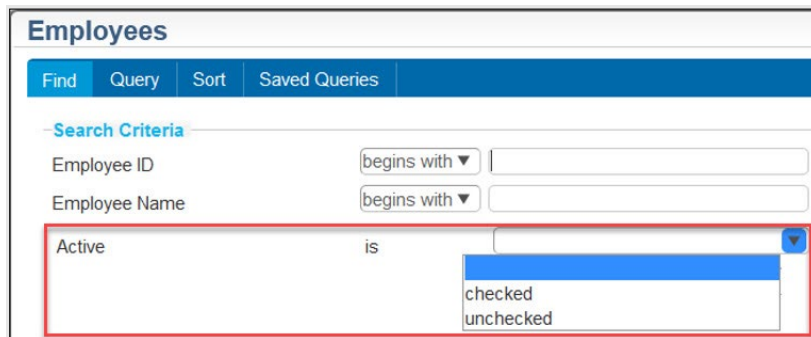 Employees
Find Query Sort Saved Queries
Search Criteria
Employee ID begins with
Employee Name begins with
Active is
checked
unchecked